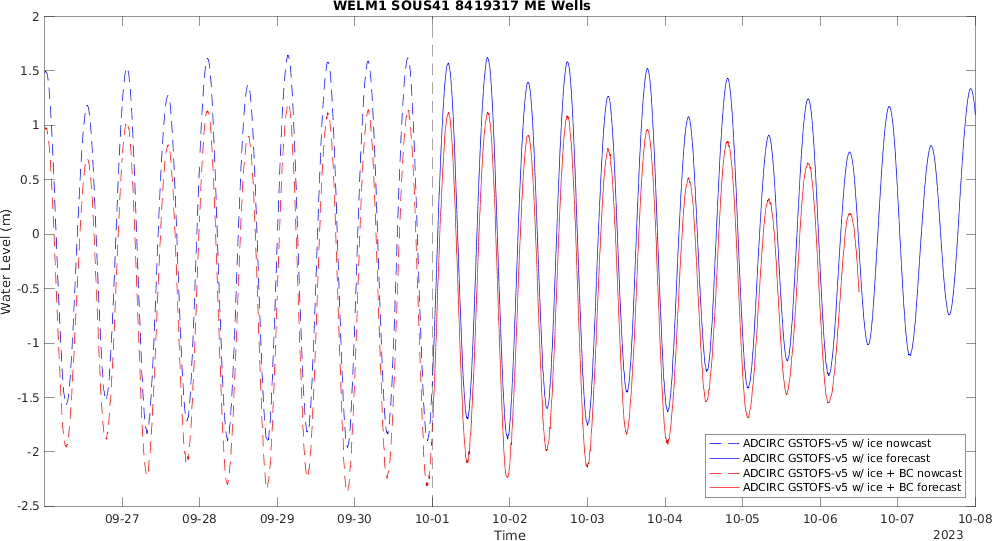 WELM1 SOUS41 8419317 ME Wells
2
1.5
1
0.5
0
-0.5
-1
-1.5
-2
-2.5
Water Level (m)
09-27 09-28 09-29 09-30 10-01 10-02 10-03 10-04 10-05 10-06 10-07 10-08
Time
2023
ADCIRC GSTOFS-v5 w/ ice nowcast
ADCIRC GSTOFS-v5 w/ ice forecast
ADCIRC GSTOFS-v5 w/ ice + BC nowcast
ADCIRC GSTOFS-v5 w/ ice + BC forecast